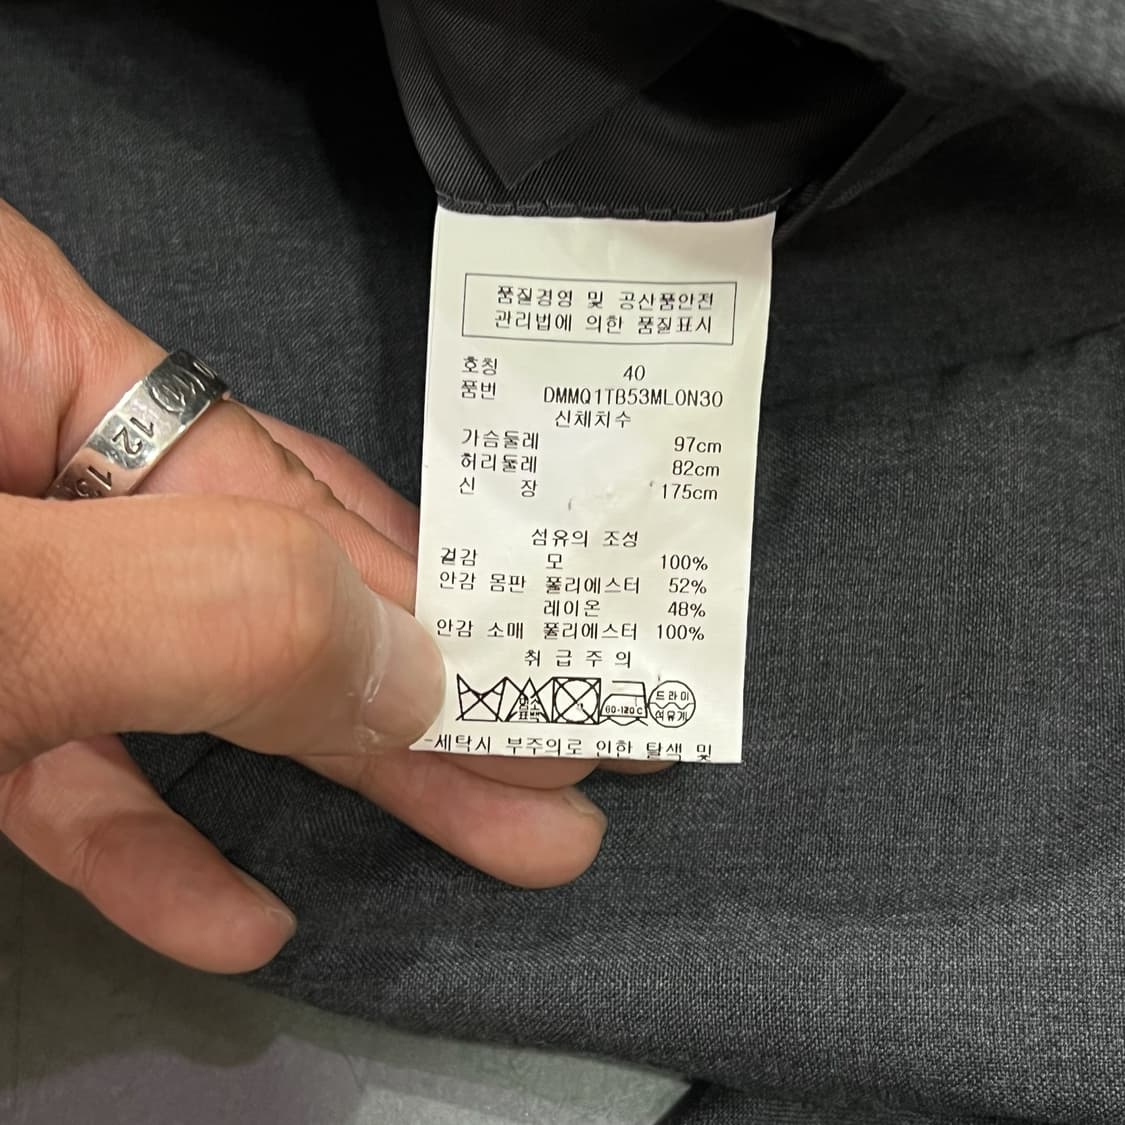 품질경영 및 공산품안전
관리법에 의한 품질표시
호칭 40
품번 DMMQ1TB53ML0N30
신체치수
가슴둘레 97cm
허리둘레 82cm
신 장 175cm
섬유의 조성
겉감 모 100%
안감 몸판 폴리에스터 52%
레이온 48%
안감 소매 폴리에스터 100%
취 급 주 의
염소
표백
60-120˚C
드라이
석유계
-세탁시 부주의로 인한 탈색 및
12